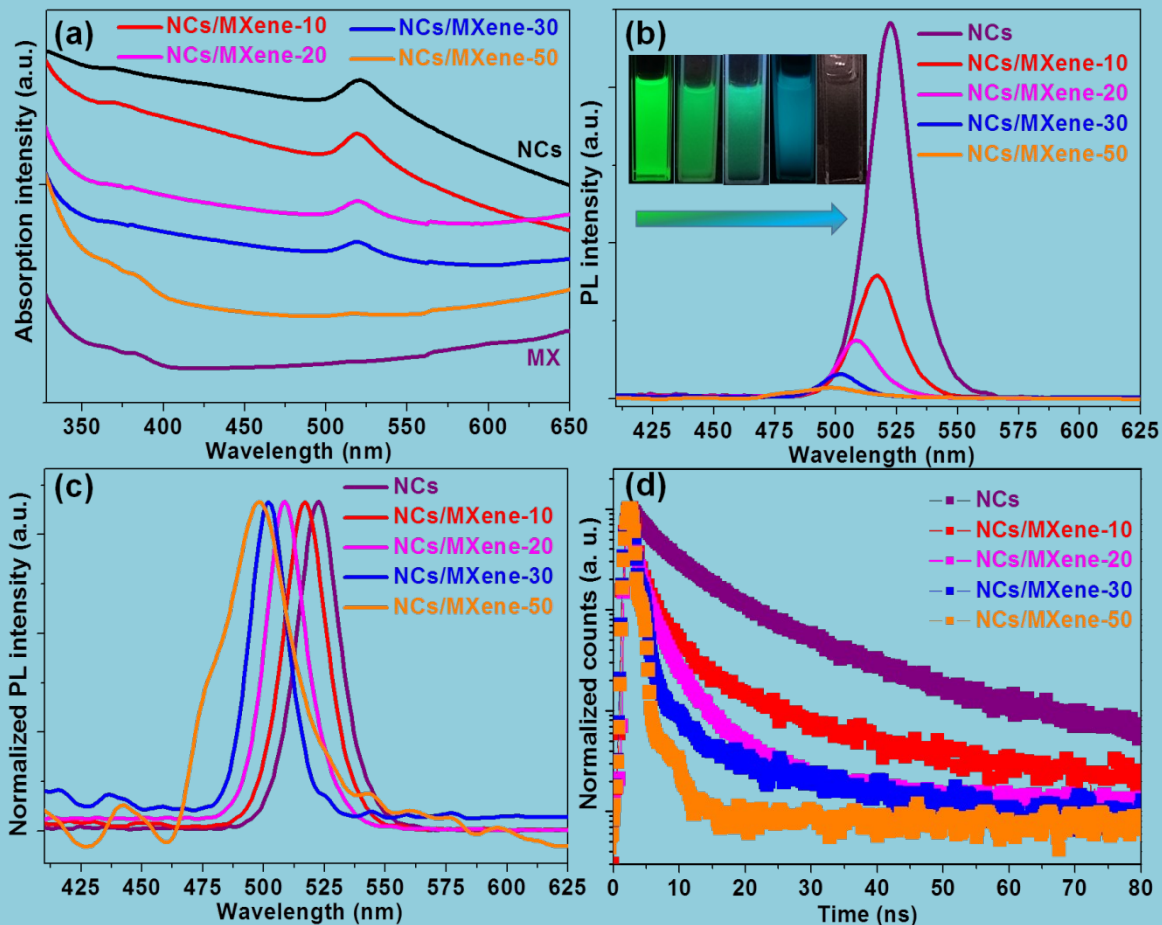 (a)
NCs/MXene-10
NCs/MXene-30
NCs/MXene-20
NCs/MXene-50
NCs
MX
Absorption intensity (a.u.)
350 400 450 500 550 600 650
Wavelength (nm)
(b)
NCs
NCs/MXene-10
NCs/MXene-20
NCs/MXene-30
NCs/MXene-50
PL intensity (a.u.)
425 450 475 500 525 550 575 600 625
Wavelength (nm)
(c)
NCs
NCs/MXene-10
NCs/MXene-20
NCs/MXene-30
NCs/MXene-50
Normalized PL intensity (a.u.)
425 450 475 500 525 550 575 600 625
Wavelength (nm)
(d)
NCs
NCs/MXene-10
NCs/MXene-20
NCs/MXene-30
NCs/MXene-50
Normalized counts (a. u.)
0 10 20 30 40 50 60 70 80
Time (ns)